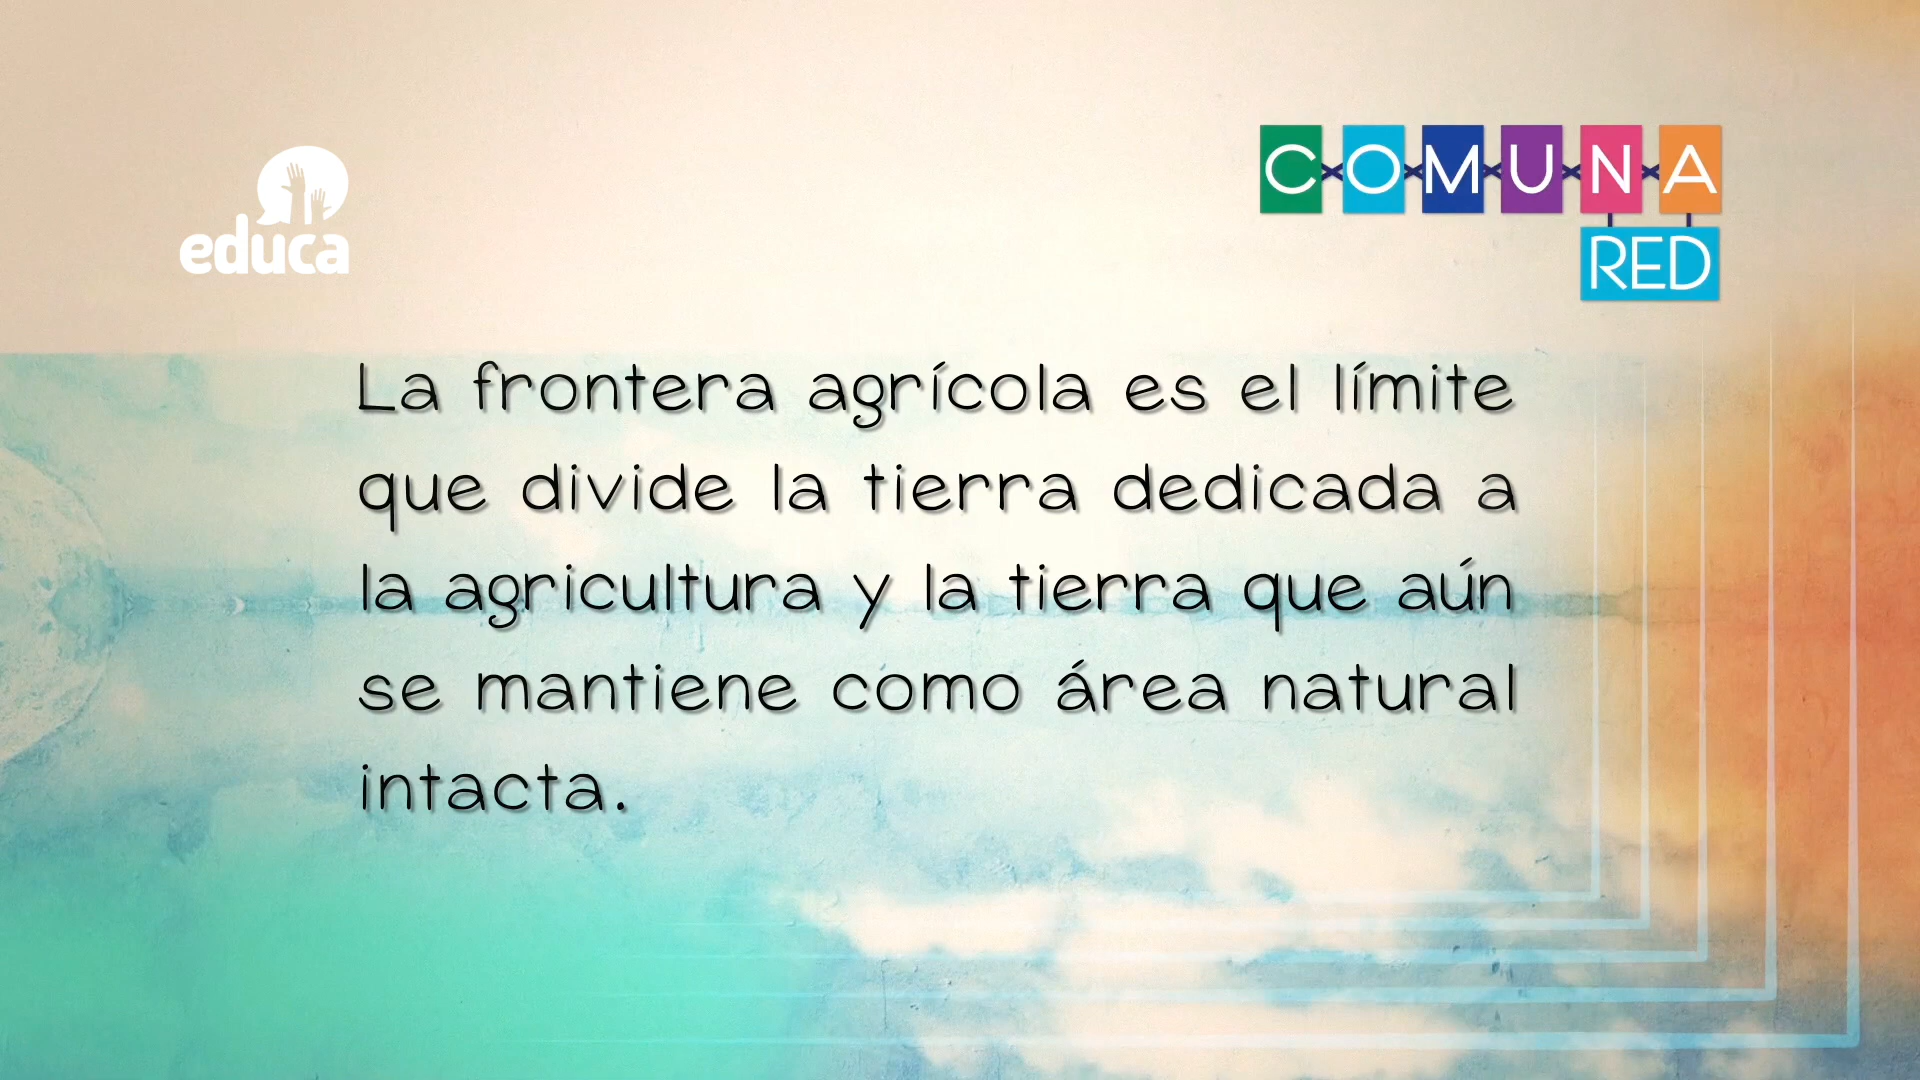 educa
COMUNA
RED
La frontera agrícola es el límite
que divide la tierra dedicada a
la agricultura y la tierra que aún
se mantiene como área natural
intacta.